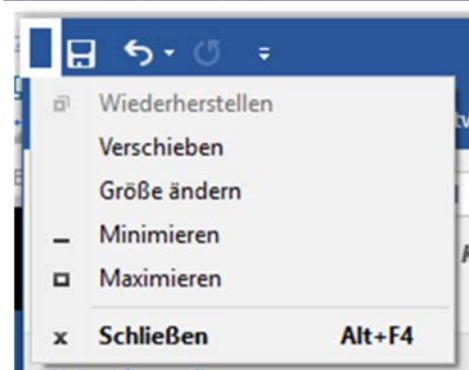 Wiederherstellen
Verschieben
Größe ändern
Minimieren
Maximieren
Schließen Alt+F4